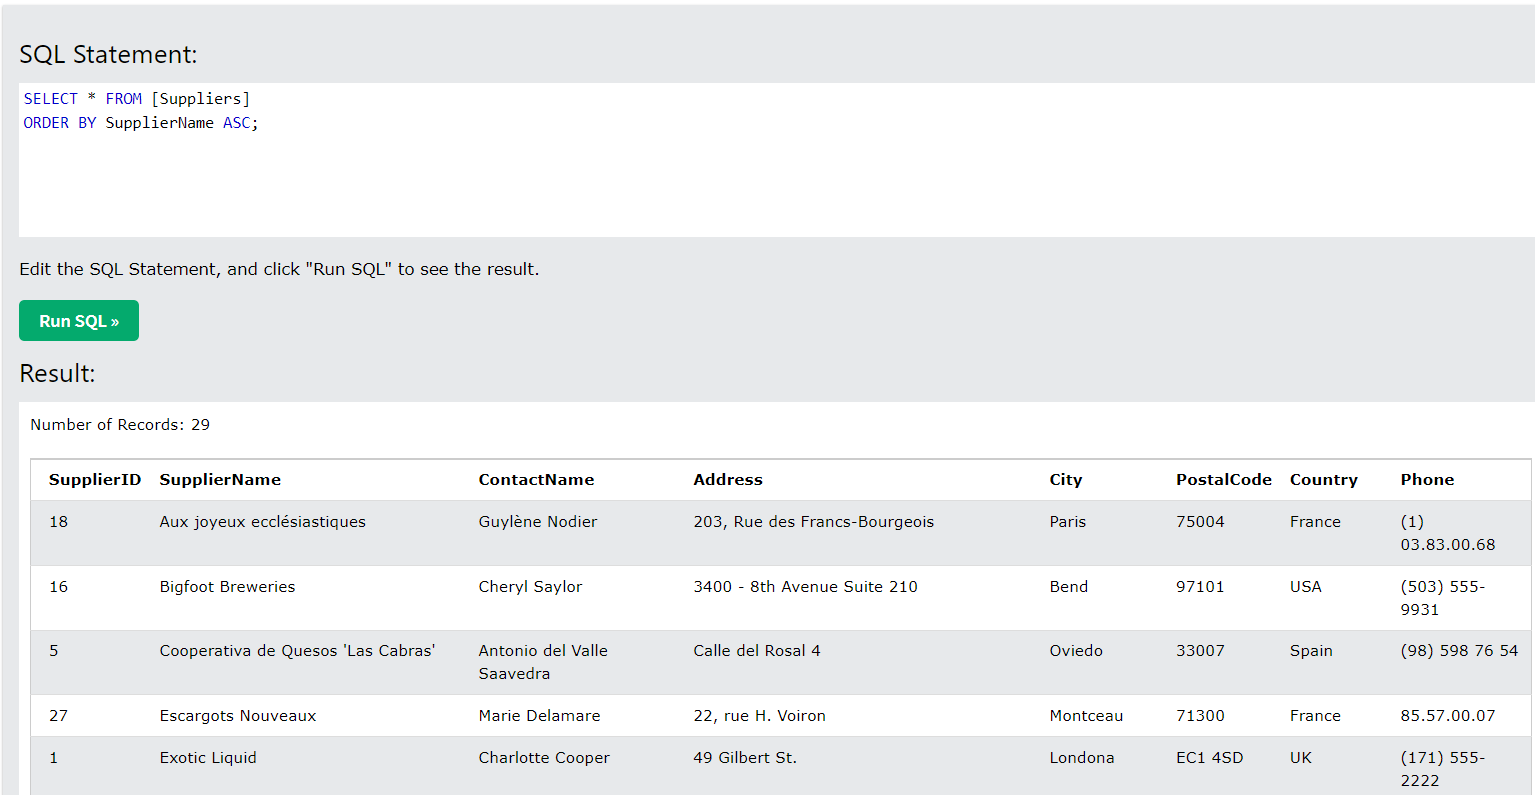 SQL Statement:
SELECT * FROM [Suppliers]
ORDER BY SupplierName ASC;
Edit the SQL Statement, and click "Run SQL" to see the result.
Run SQL »
Result:
Number of Records: 29
SupplierID SupplierName ContactName Address City PostalCode Country Phone
18 Aux joyeux ecclésiastiques Guylène Nodier 203, Rue des Francs-Bourgeois Paris 75004 France (1)
03.83.00.68
16 Bigfoot Breweries Cheryl Saylor 3400 - 8th Avenue Suite 210 Bend 97101 USA (503) 555-
9931
5 Cooperativa de Quesos 'Las Cabras' Antonio del Valle Calle del Rosal 4 Oviedo 33007 Spain (98) 598 76 54
Saavedra
27 Escargots Nouveaux Marie Delamare 22, rue H. Voiron Montceau 71300 France 85.57.00.07
1 Exotic Liquid Charlotte Cooper 49 Gilbert St. Londona EC1 4SD UK (171) 555-
2222